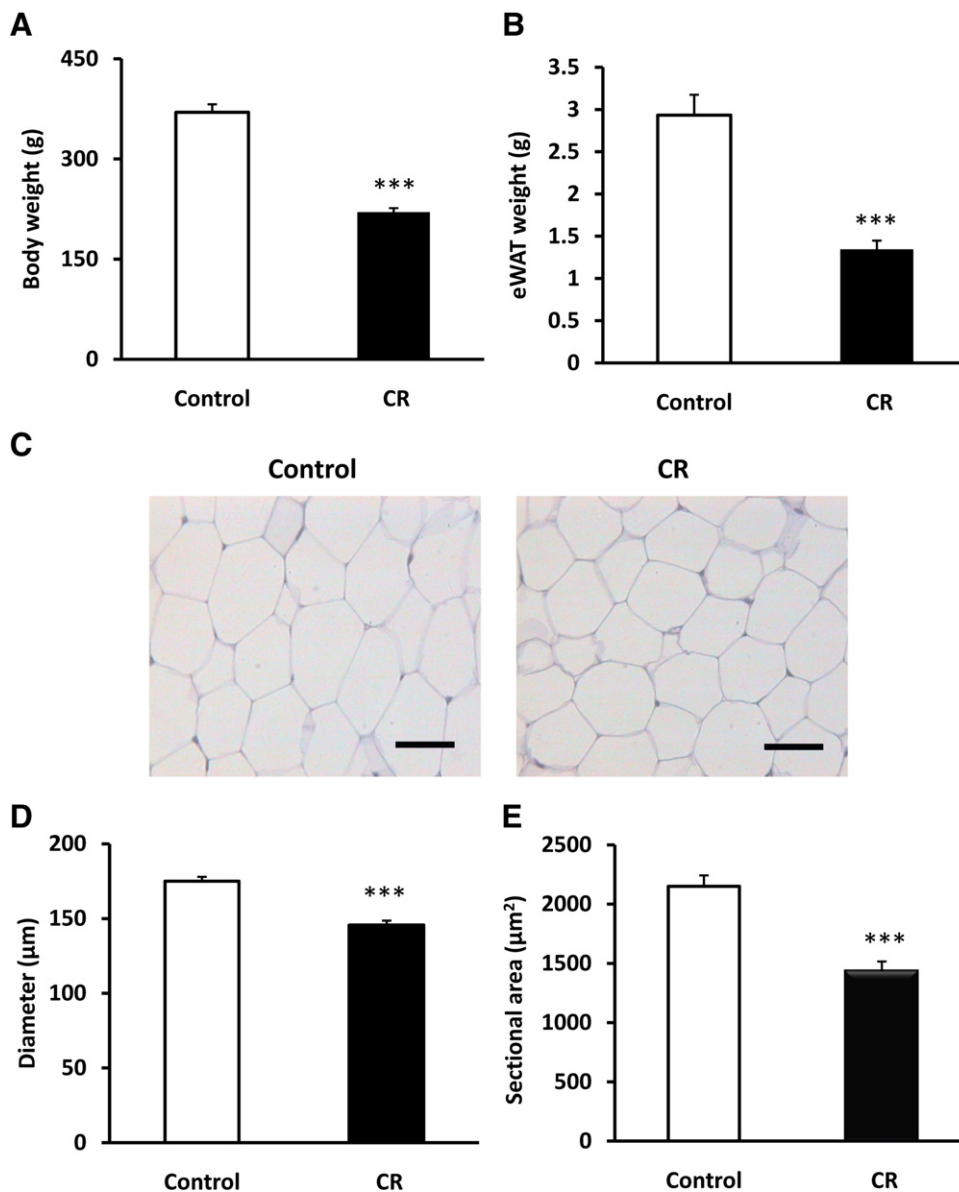 A
Body weight (g)
450
300
150
0
***
Control CR
B
eWAT weight (g)
3.5
3
2.5
2
1.5
1
0.5
0
***
Control CR
C
Control CR
D
Diameter (µm)
200
150
100
50
0
***
Control CR
E
Sectional area (µm²)
2500
2000
1500
1000
500
0
***
Control CR